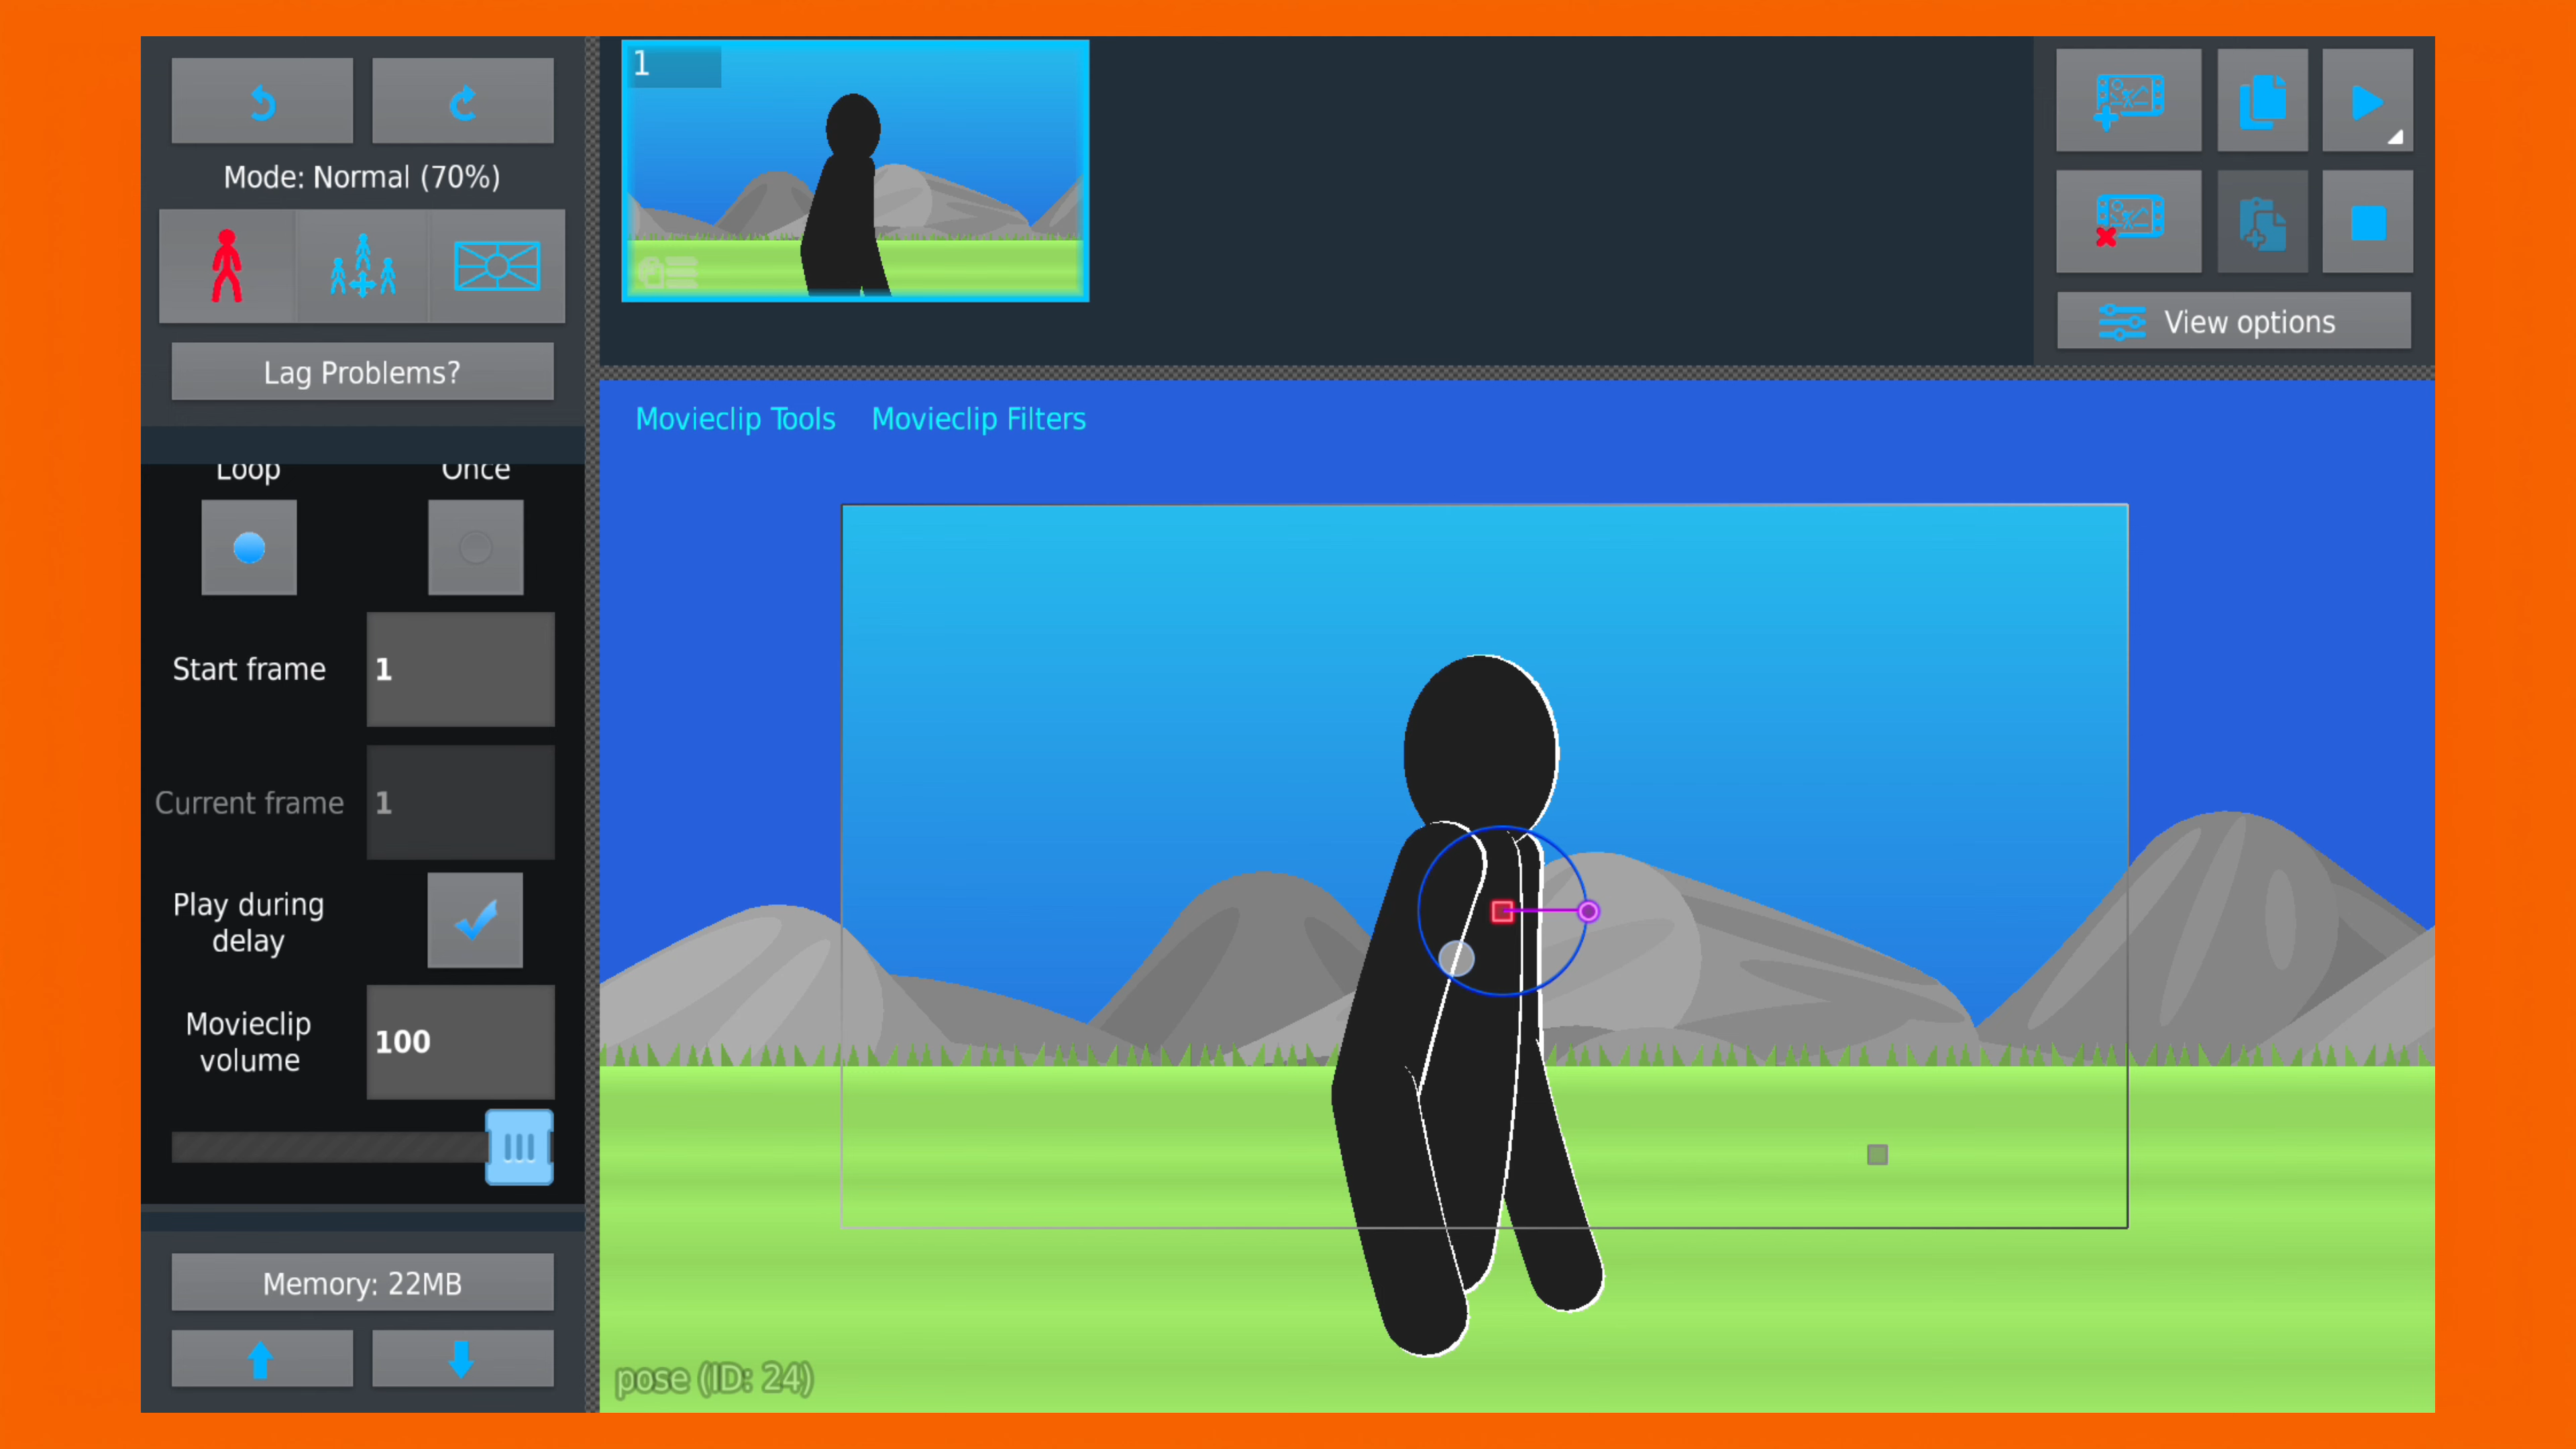 Mode: Normal (70%)
Lag Problems?
Loop
Once
Start frame
1
Current frame
1
Play during
delay
Movieclip
volume
100
Memory: 22MB
1
View options
Movieclip Tools
Movieclip Filters
pose (ID: 24)